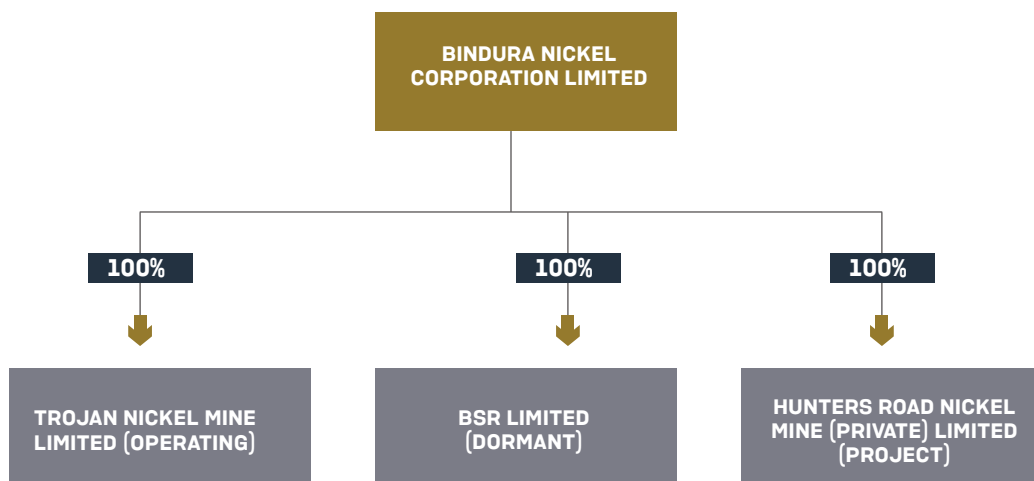 BINDURA NICKEL
CORPORATION LIMITED
100%
100%
100%
TROJAN NICKEL MINE
LIMITED (OPERATING)
BSR LIMITED
(DORMANT)
HUNTERS ROAD NICKEL
MINE (PRIVATE) LIMITED
(PROJECT)